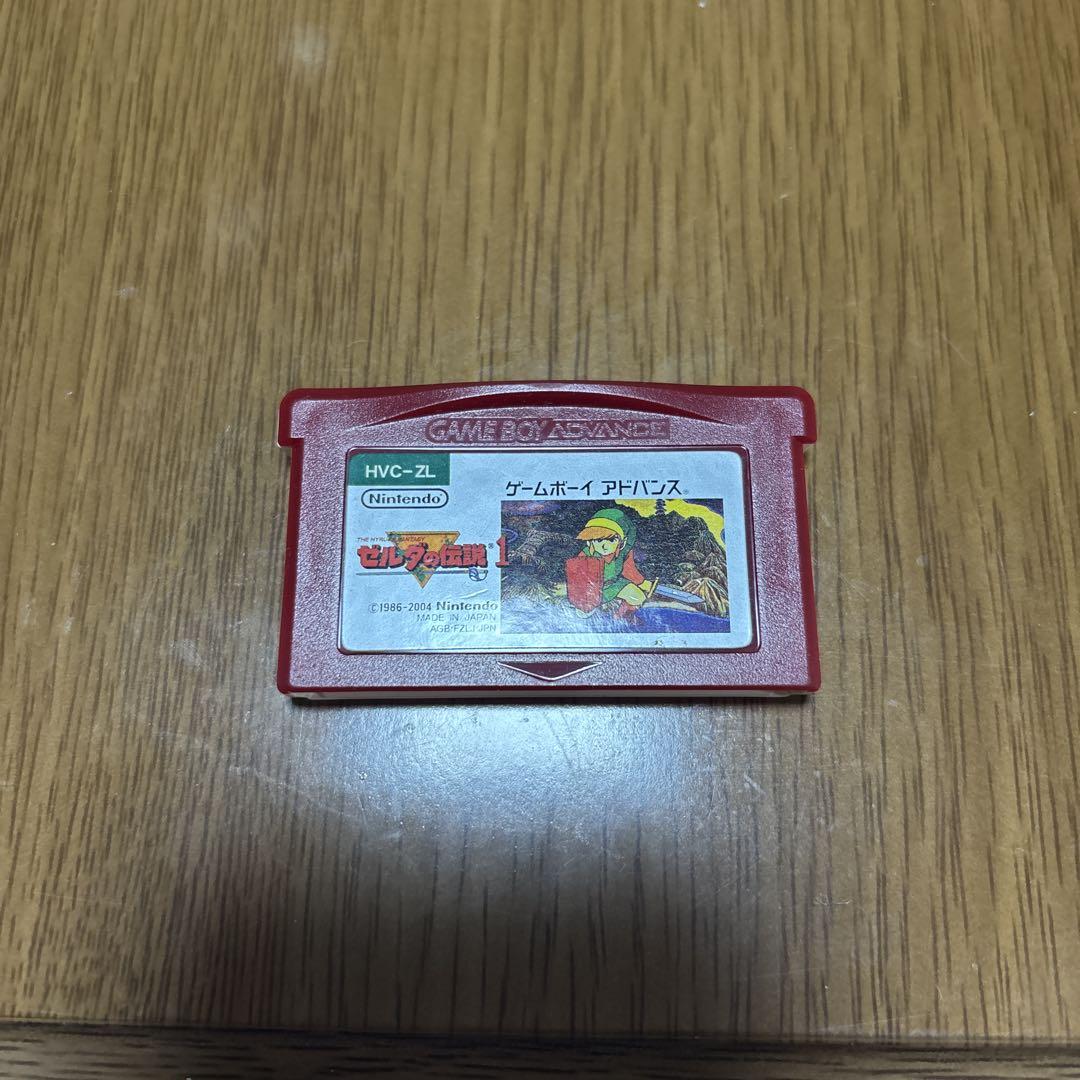 GAME BOY ADVANCE
HVC-ZL
Nintendo
ゲームボーイ アドバンス®
THE HYRULE FANTASY
ゼルダの伝説® 1
©1986-2004 Nintendo
MADE IN JAPAN
AGB-FZLJ-JPN